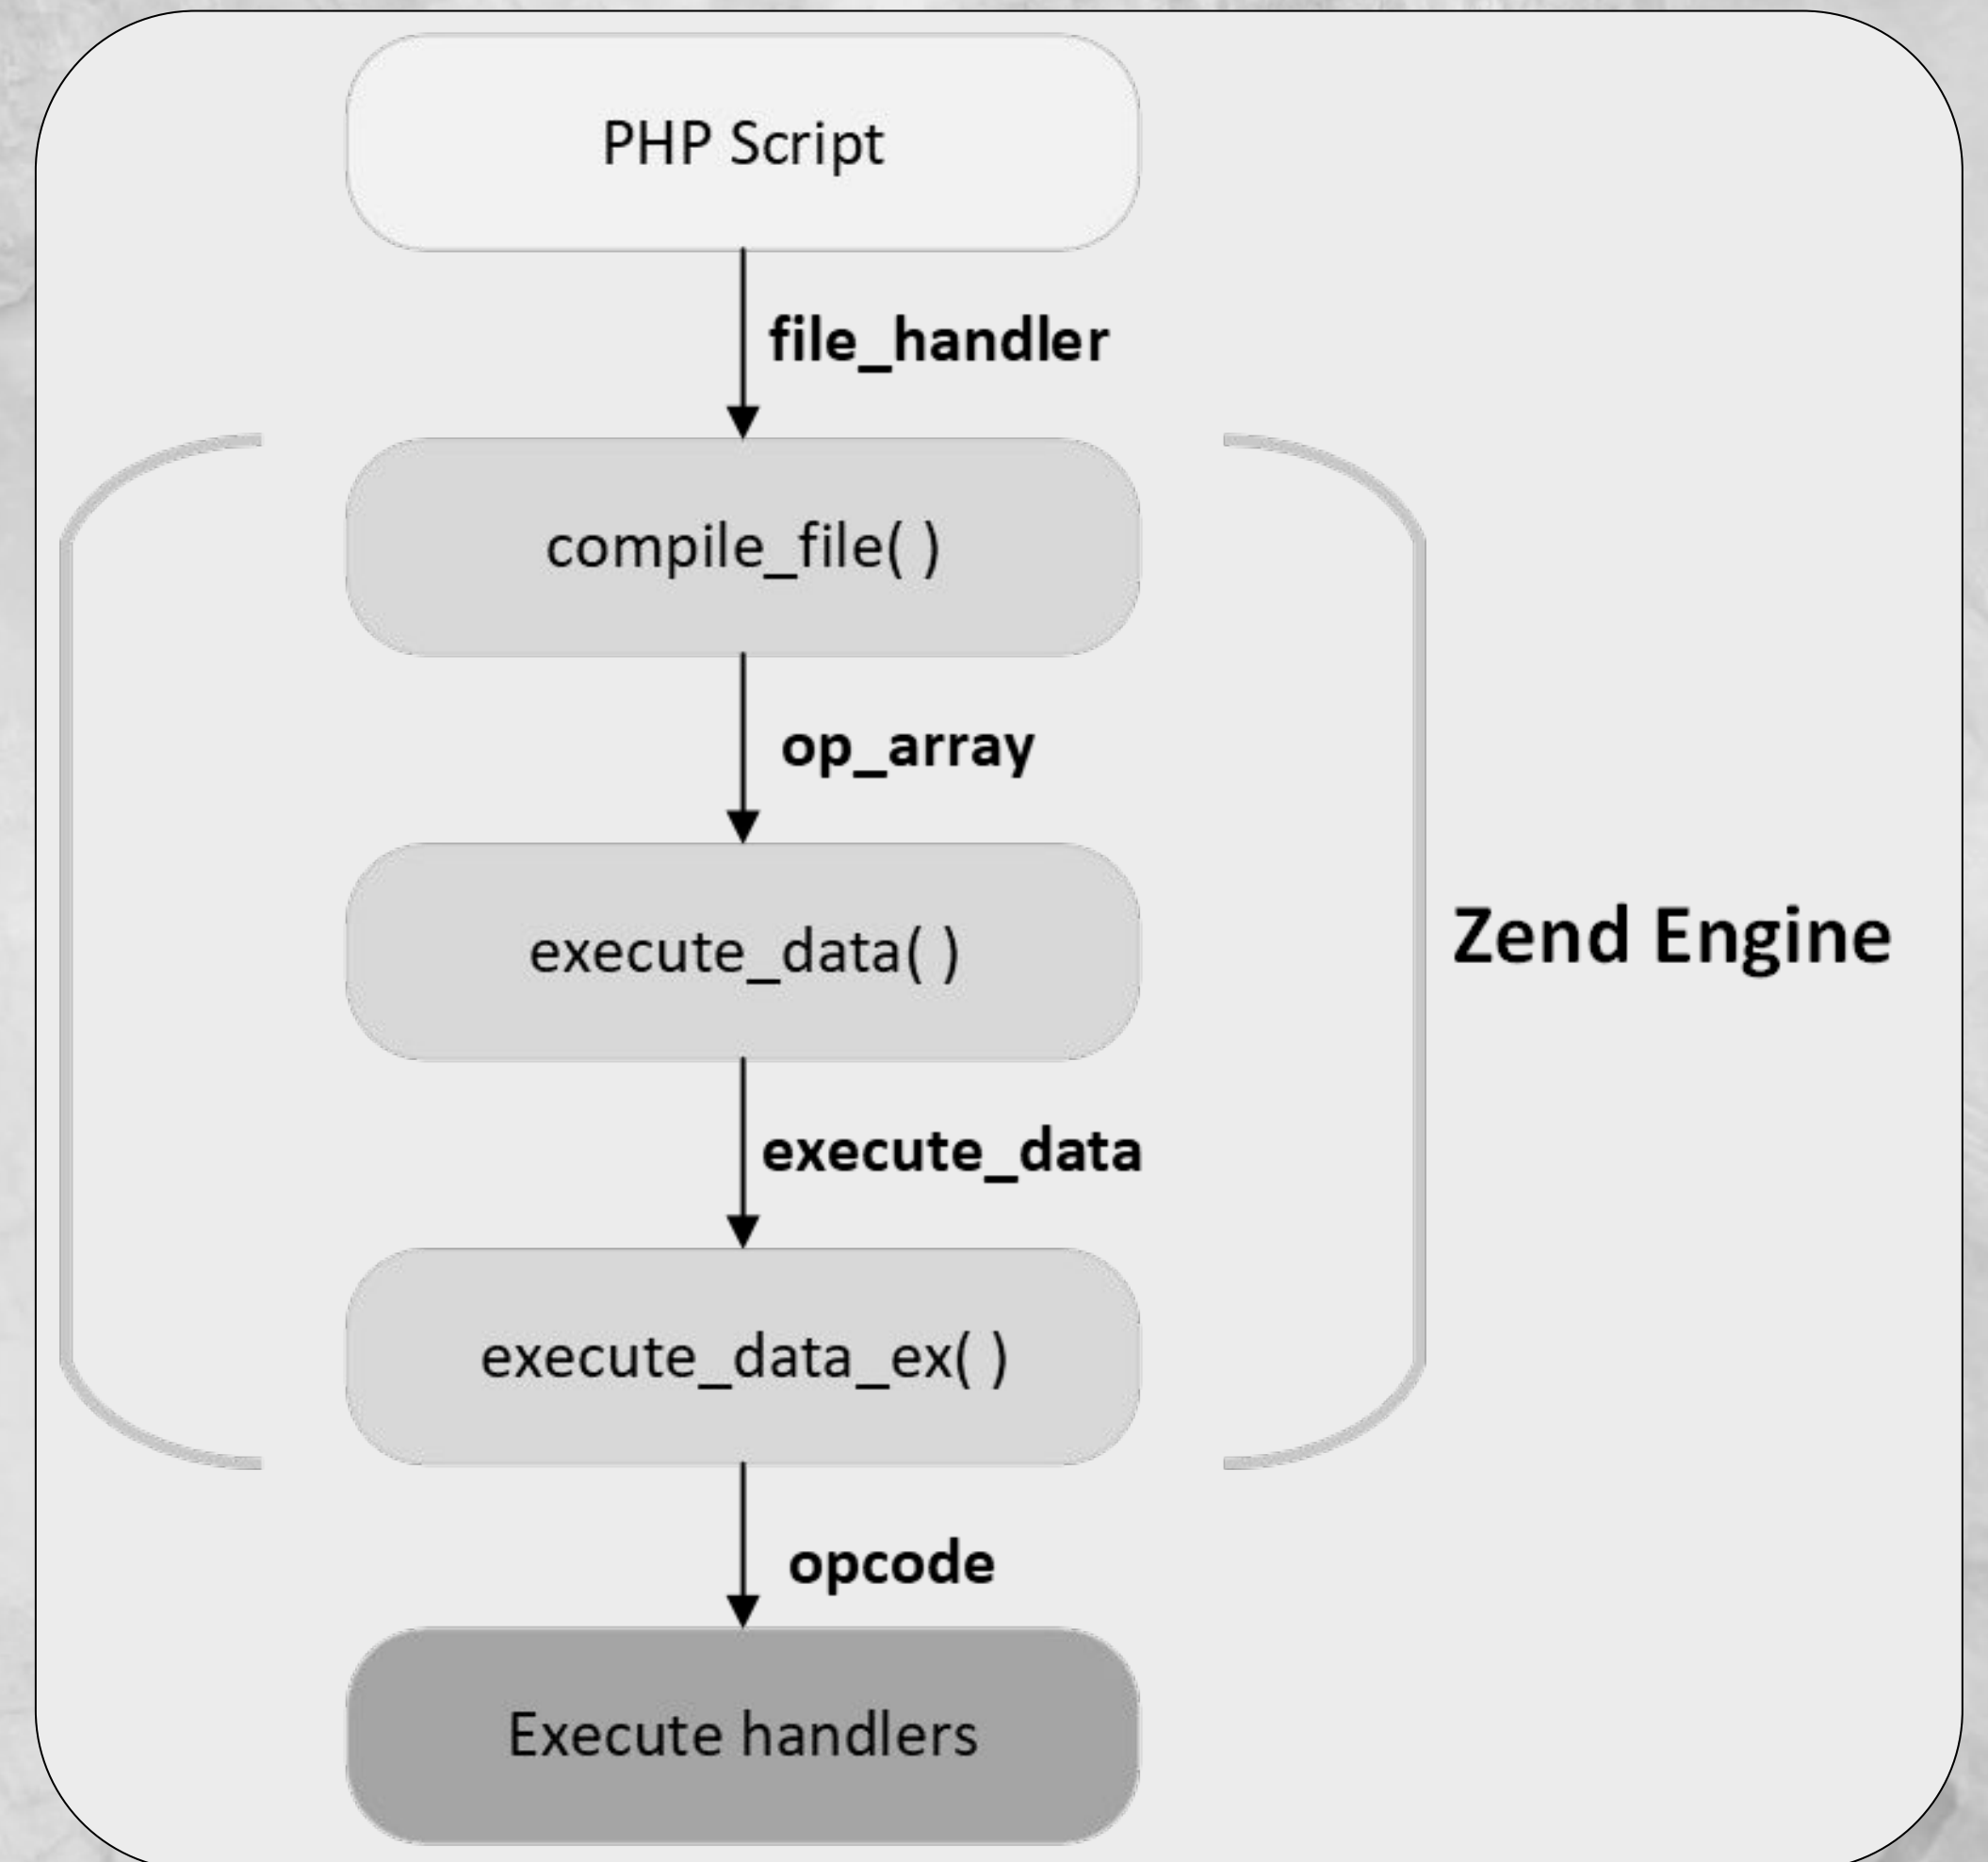 PHP Script
file_handler
compile_file( )
op_array
execute_data( )
Zend Engine
execute_data
execute_data_ex( )
opcode
Execute handlers